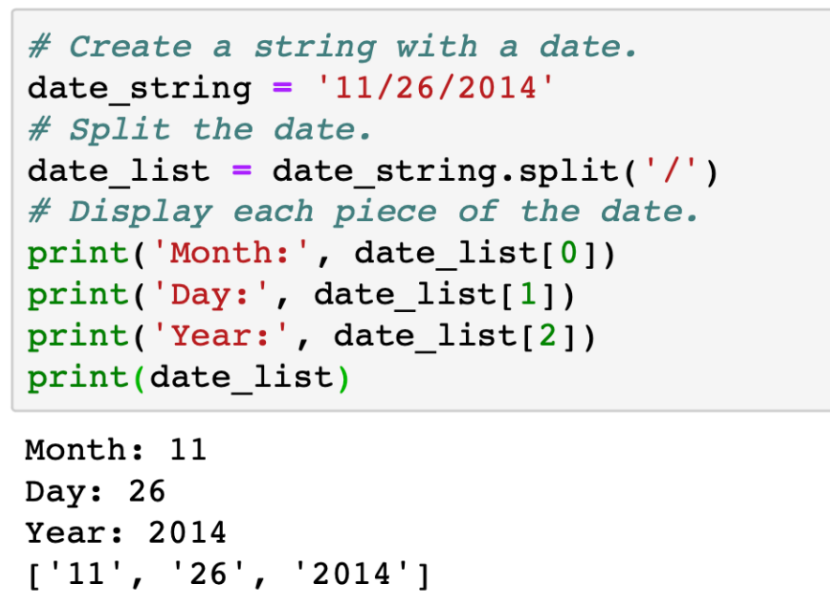 # Create a string with a date.
date_string = '11/26/2014'
# Split the date.
date_list = date_string.split('/')
# Display each piece of the date.
print('Month:', date_list[0])
print('Day:', date_list[1])
print('Year:', date_list[2])
print(date_list)
Month: 11
Day: 26
Year: 2014
['11', '26', '2014']